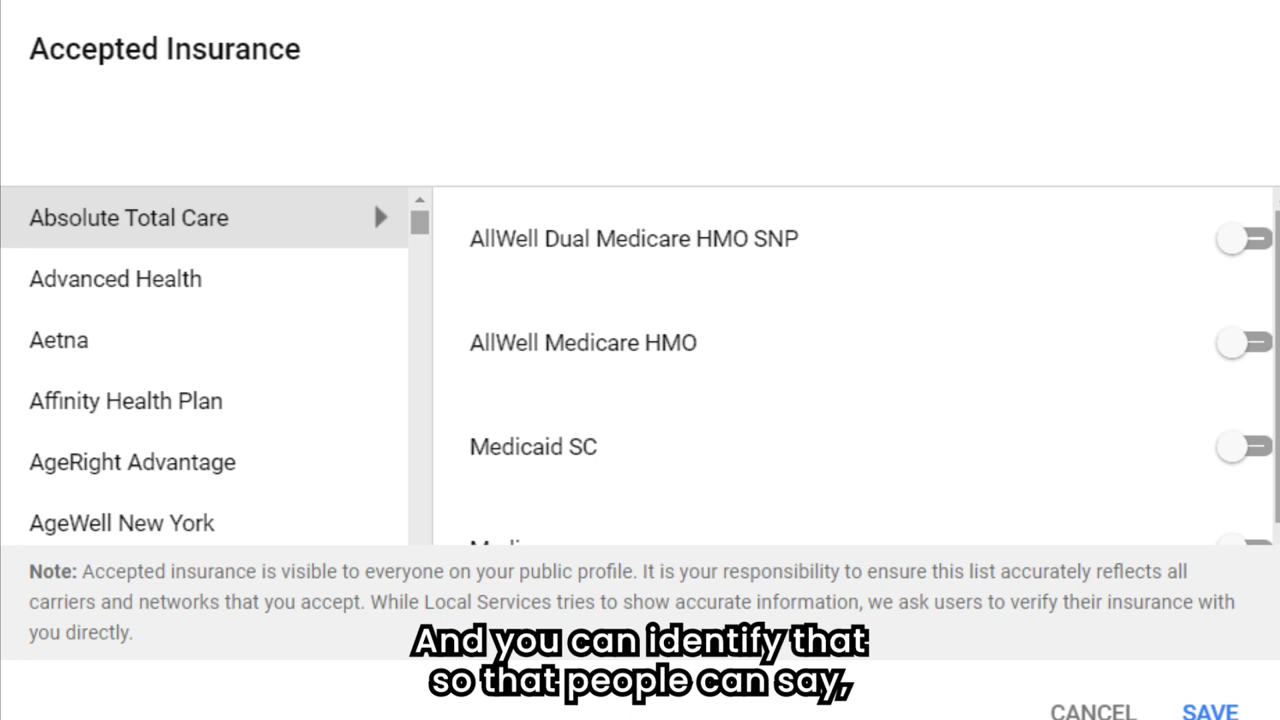 Accepted Insurance
Absolute Total Care
Advanced Health
Aetna
Affinity Health Plan
AgeRight Advantage
AgeWell New York
AllWell Dual Medicare HMO SNP
AllWell Medicare HMO
Medicaid SC
Note: Accepted insurance is visible to everyone on your public profile. It is your responsibility to ensure this list accurately reflects all
carriers and networks that you accept. While Local Services tries to show accurate information, we ask users to verify their insurance with
you directly.
And you can identify that
so that people can say,
CANCEL
SAVE